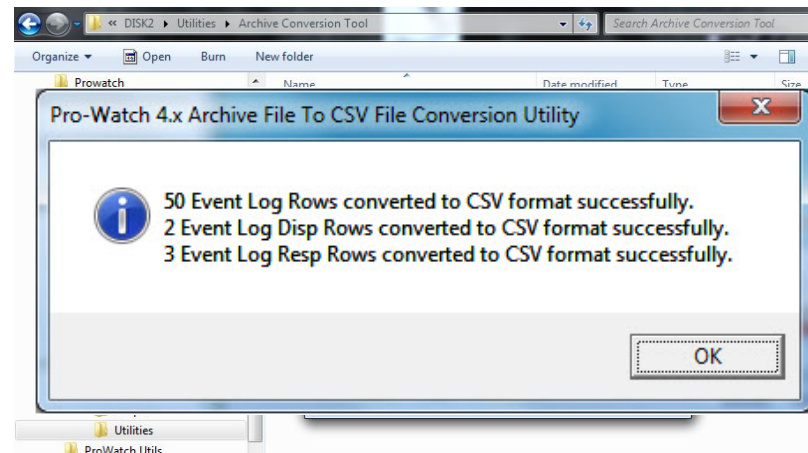 « DISK2 ▸ Utilities ▸ Archive Conversion Tool
Search Archive Conversion Tool
Organize ▾ Open Burn New folder
Prowatch
Name Date modified Type Size
Pro-Watch 4.x Archive File To CSV File Conversion Utility
50 Event Log Rows converted to CSV format successfully.
2 Event Log Disp Rows converted to CSV format successfully.
3 Event Log Resp Rows converted to CSV format successfully.
OK
Utilities
ProWatch Utils